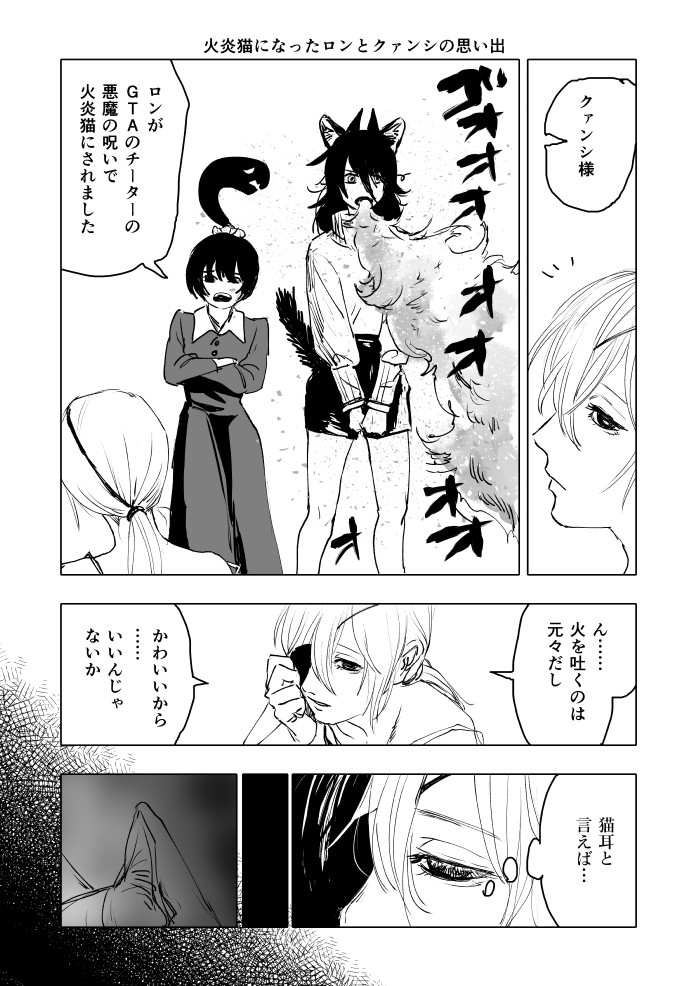 火炎猫になったロンとクァンシの思い出
クァンシ様
ロンが
GTAのチーターの
悪魔の呪いで
火炎猫にされました
ゴオオオオオオオ
ん……
火を吐くのは
元々だし
かわいいから
……
いいんじゃ
ないか
猫耳と
言えば…